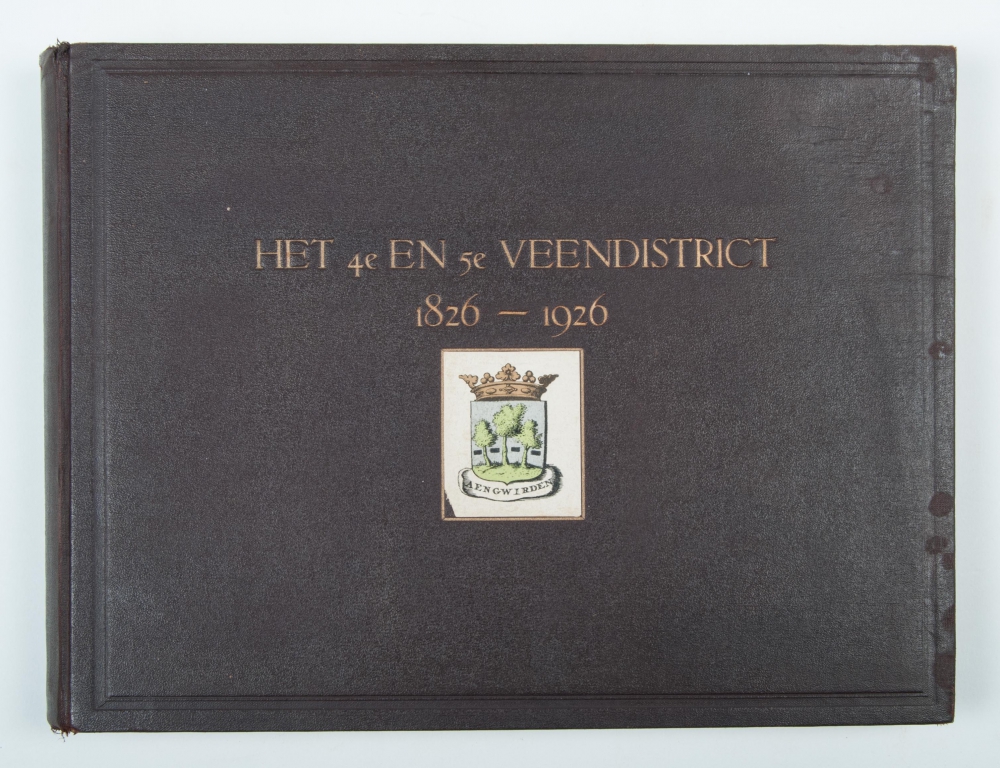 HET 4e EN 5e VEENDISTRICT
1826 — 1926
AENGWIRDEN